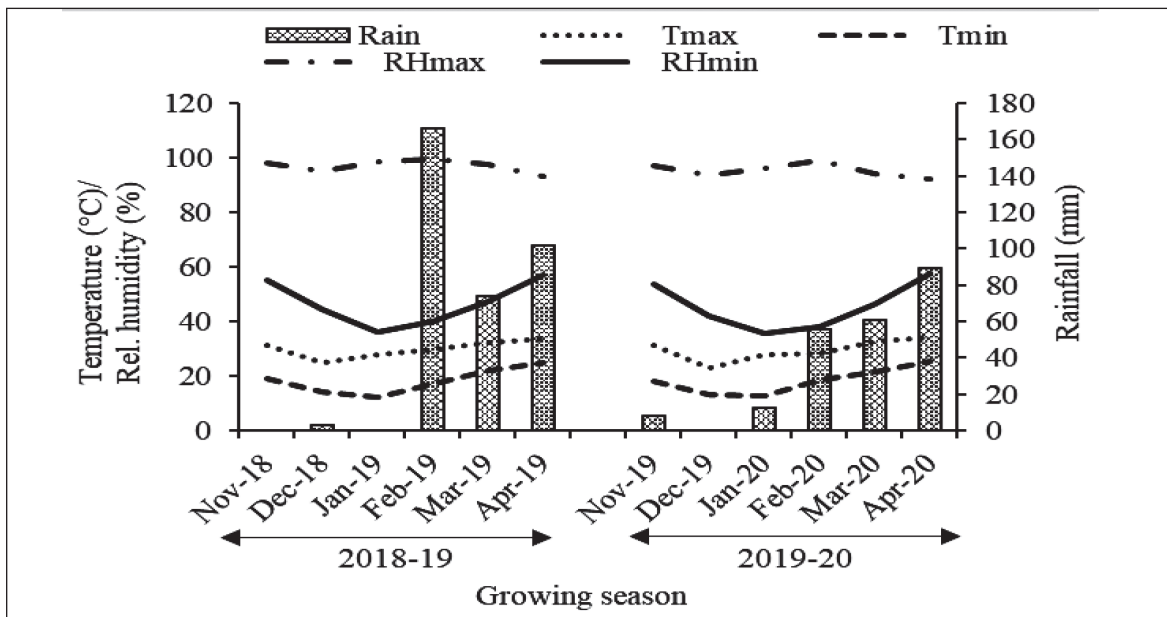 Rain Tmax Tmin
RHmax RHmin
120
100
80
60
40
20
0
Temperature (°C)/
Rel. humidity (%)
180
160
140
120
100
80
60
40
20
0
Rainfall (mm)
Nov-18
Dec-18
Jan-19
Feb-19
Mar-19
Apr-19
Nov-19
Dec-19
Jan-20
Feb-20
Mar-20
Apr-20
2018-19 2019-20
Growing season